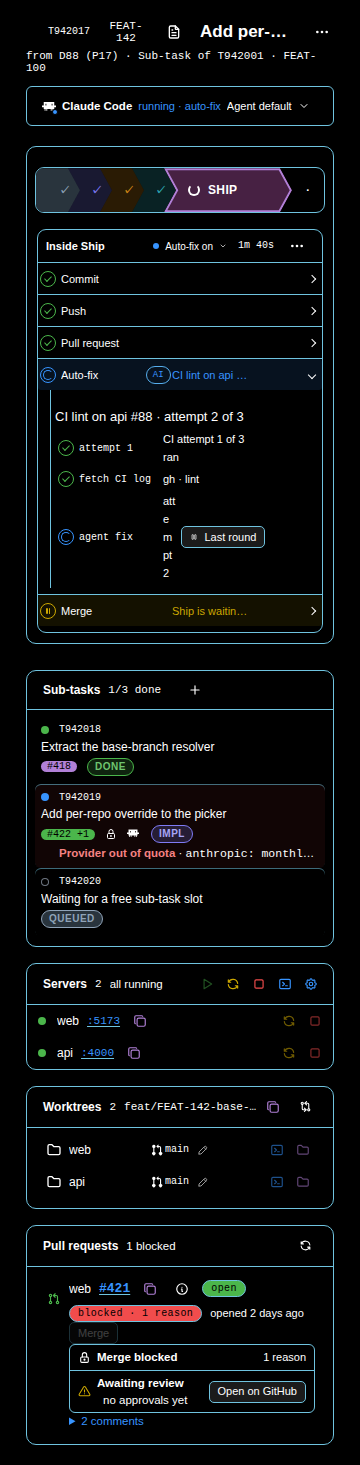 T942017 FEAT-142 Add per-… ···
from D88 (P17) · Sub-task of T942001 · FEAT-100
Claude Code running · auto-fix Agent default
SHIP
Inside Ship Auto-fix on 1m 40s ···
Commit
Push
Pull request
Auto-fix AI CI lint on api …
CI lint on api #88 · attempt 2 of 3
attempt 1 CI attempt 1 of 3 ran
fetch CI log gh · lint
agent fix attempt 2 Last round
Merge Ship is waitin…
Sub-tasks 1/3 done
T942018
Extract the base-branch resolver
#418 DONE
T942019
Add per-repo override to the picker
#422 +1 IMPL
Provider out of quota · anthropic: monthl…
T942020
Waiting for a free sub-task slot
QUEUED
Servers 2 all running
web :5173
api :4000
Worktrees 2 feat/FEAT-142-base-…
web main
api main
Pull requests 1 blocked
web #421 open
blocked · 1 reason opened 2 days ago
Merge
Merge blocked 1 reason
Awaiting review
no approvals yet
Open on GitHub
2 comments